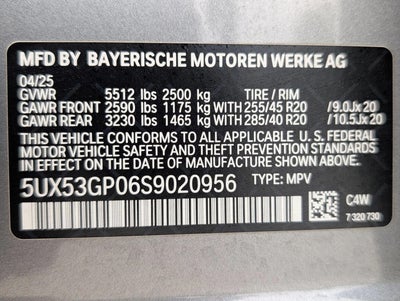 MFD BY BAYERISCHE MOTOREN WERKE AG
04/25
GVWR 5512 lbs 2500 kg TIRE / RIM
GAWR FRONT 2590 lbs 1175 kg WITH 255/45 R20 /9.0Jx20
GAWR REAR 3230 lbs 1465 kg WITH 285/40 R20 /10.5Jx20
THIS VEHICLE CONFORMS TO ALL APPLICABLE U. S. FEDERAL
MOTOR VEHICLE SAFETY AND THEFT PREVENTION STANDARDS
IN EFFECT ON THE DATE OF MANUFACTURE SHOWN ABOVE.
5UX53GP06S9020956 TYPE: MPV
C4W
7 320 730